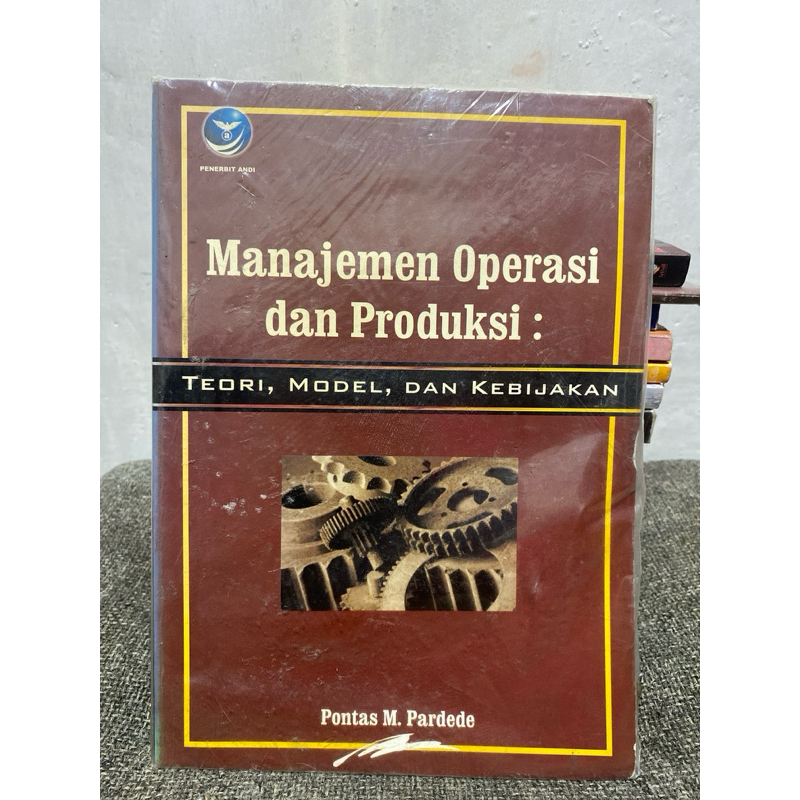 a
PENERBIT ANDI
Manajemen Operasi
dan Produksi :
TEORI, MODEL, DAN KEBIJAKAN
Pontas M. Pardede